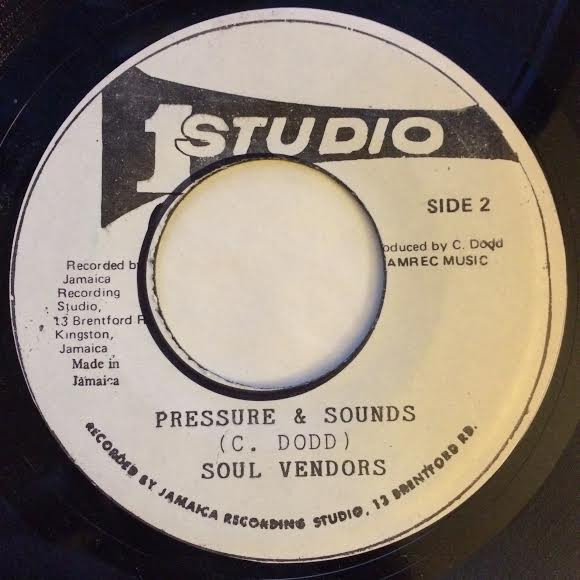 1 STUDIO
SIDE 2
oduced by C. Dodd
AMREC MUSIC
Recorded by
Jamaica
Recording
Studio,
13 Brentford R
Kingston,
Jamaica
Made in
Jamaica
PRESSURE & SOUNDS
(C. DODD)
SOUL VENDORS
RECORDED BY JAMAICA RECORDING STUDIO, 13 BRENTFORD RD.